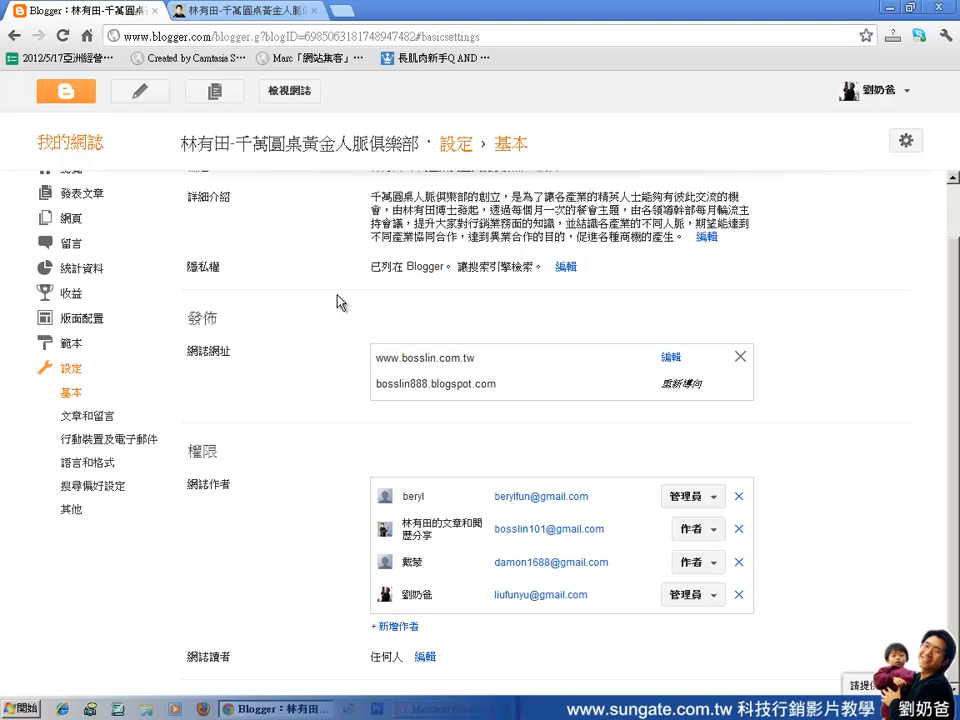 Blogger：林有田-千萬圓桌
林有田-千萬圓桌黃金人脈俱
www.blogger.com/blogger.g?blogID=6985063181748947482#basicsettings
2012/5/17亞洲經營…
Created by Camtasia S…
Marc「網站集客」…
長肌肉新手Q AND …
檢視網誌
劉奶爸
我的網誌
林有田-千萬圓桌黃金人脈俱樂部 · 設定 › 基本
發表文章
網頁
留言
統計資料
收益
版面配置
範本
設定
基本
文章和留言
行動裝置及電子郵件
語言和格式
搜尋偏好設定
其他
詳細介紹
千萬圓桌人脈俱樂部的創立，是為了讓各產業的精英人士能夠有彼此交流的機
會，由林有田博士發起，透過每個月一次的餐會主題，由各領導幹部每月輪流主
持會議，提升大家對行銷業務面的知識，並結識各產業的不同人脈，期望能達到
不同產業協同合作，達到異業合作的目的，促進各種商機的產生。 編輯
隱私權
已列在 Blogger。 讓搜索引擎檢索。 編輯
發佈
網誌網址
www.bosslin.com.tw 編輯
bosslin888.blogspot.com 重新導向
權限
網誌作者
beryl berylfun@gmail.com 管理員
林有田的文章和閱
歷分享 bosslin101@gmail.com 作者
戴榮 damon1688@gmail.com 作者
劉奶爸 liufunyu@gmail.com 管理員
+ 新增作者
網誌讀者
任何人 編輯
開始
Blogger：林有田...
www.sungate.com.tw 科技行銷影片教學
劉奶爸